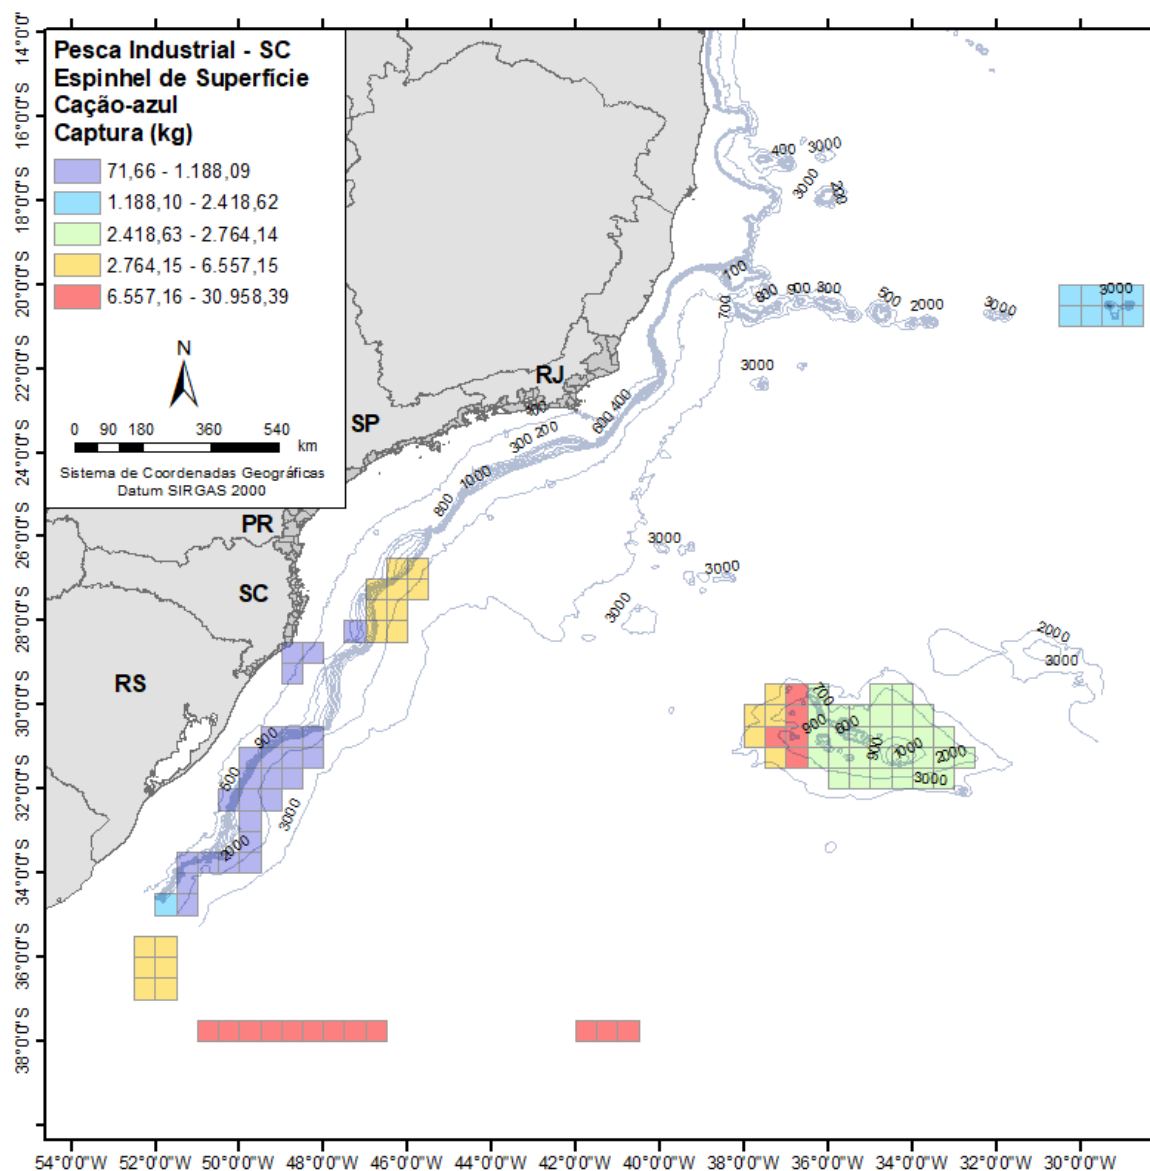 Pesca Industrial - SC
Espinhel de Superfície
Cação-azul
Captura (kg)
71,66 - 1.188,09
1.188,10 - 2.418,62
2.418,63 - 2.764,14
2.764,15 - 6.557,15
6.557,16 - 30.958,39
N
0 90 180 360 540
km
Sistema de Coordenadas Geográficas
Datum SIRGAS 2000
RJ
SP
PR
SC
RS
400
3000
3000
200
100
700
800
900
300
500
2000
3000
3000
3000
400
600
200
300
1000
800
3000
3000
3000
2000
3000
700
900
600
900
1000
2000
3000
900
500
3000
2000
14°0'0"S
16°0'0"S
18°0'0"S
20°0'0"S
22°0'0"S
24°0'0"S
26°0'0"S
28°0'0"S
30°0'0"S
32°0'0"S
34°0'0"S
36°0'0"S
38°0'0"S
54°0'0"W 52°0'0"W 50°0'0"W 48°0'0"W 46°0'0"W 44°0'0"W 42°0'0"W 40°0'0"W 38°0'0"W 36°0'0"W 34°0'0"W 32°0'0"W 30°0'0"W